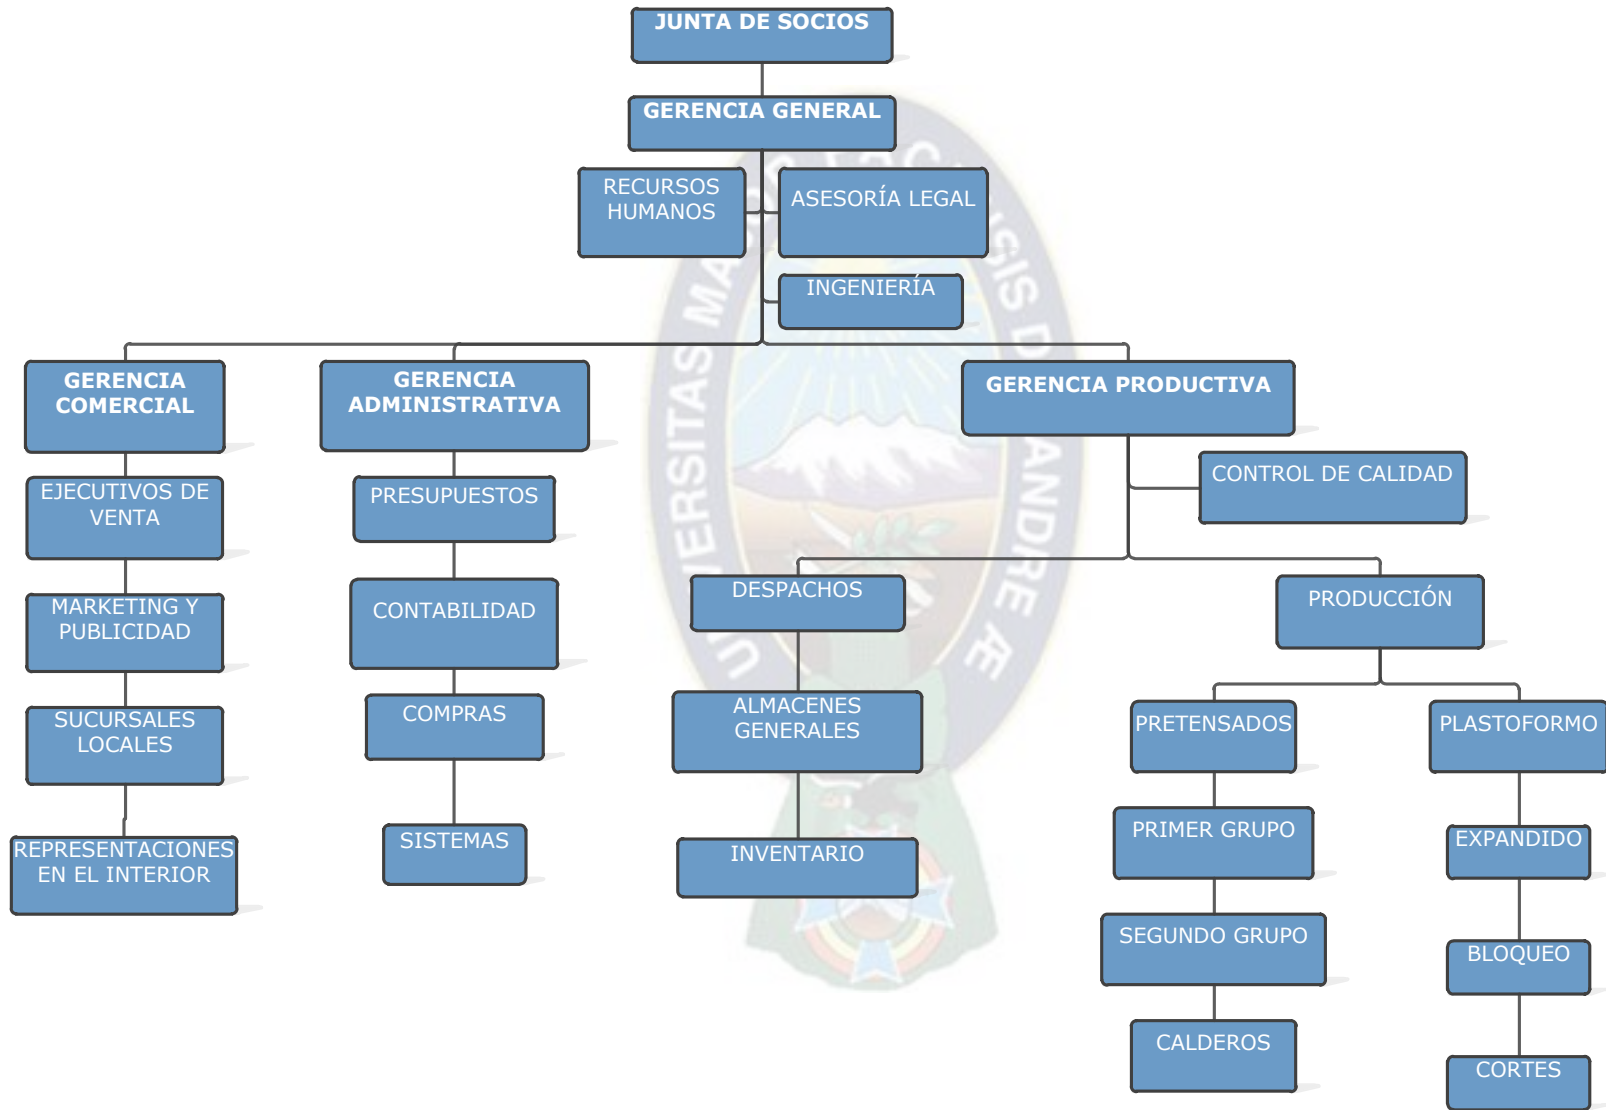 JUNTA DE SOCIOS
GERENCIA GENERAL
RECURSOS
HUMANOS
ASESORÍA LEGAL
INGENIERÍA
GERENCIA
COMERCIAL
GERENCIA
ADMINISTRATIVA
GERENCIA PRODUCTIVA
EJECUTIVOS DE
VENTA
PRESUPUESTOS
CONTROL DE CALIDAD
MARKETING Y
PUBLICIDAD
CONTABILIDAD
DESPACHOS
PRODUCCIÓN
SUCURSALES
LOCALES
COMPRAS
ALMACENES
GENERALES
PRETENSADOS
PLASTOFORMO
REPRESENTACIONES
EN EL INTERIOR
SISTEMAS
INVENTARIO
PRIMER GRUPO
EXPANDIDO
SEGUNDO GRUPO
BLOQUEO
CALDEROS
CORTES